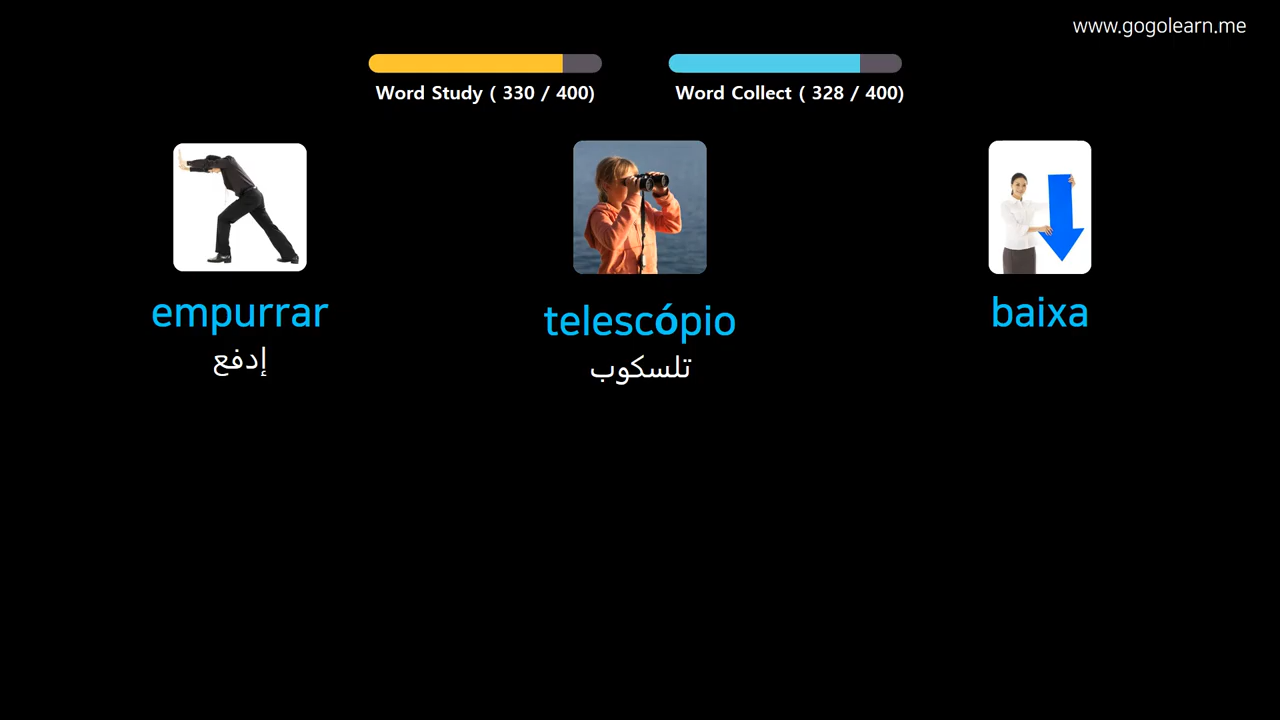 www.gogolearn.me
Word Study ( 330 / 400)
Word Collect ( 328 / 400)
empurrar
إدفع
telescópio
تلسكوب
baixa